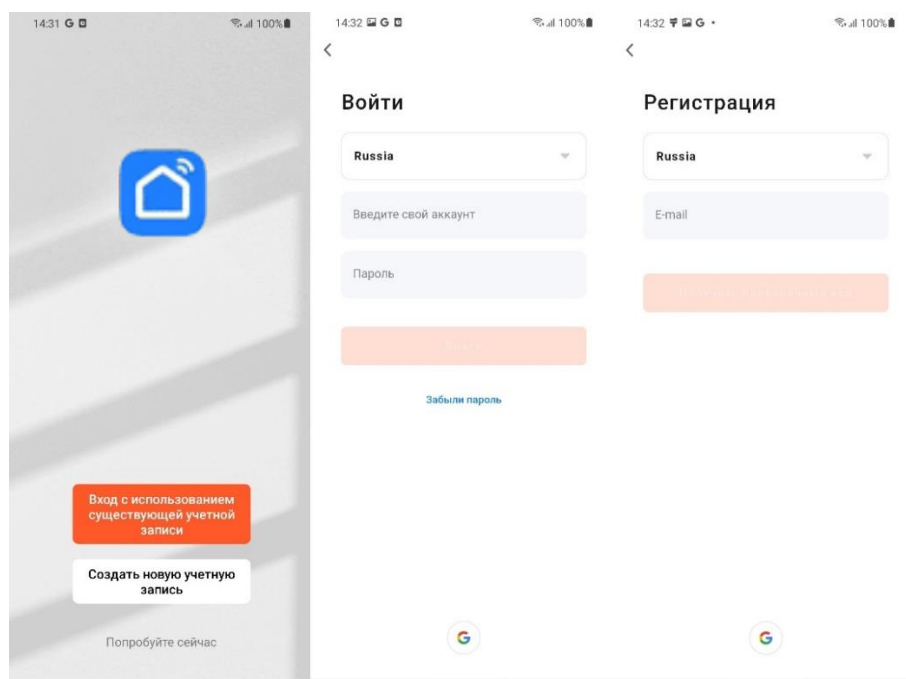 14:31 G
100%
Вход с использованием
существующей учетной
записи
Создать новую учетную
запись
Попробуйте сейчас
14:32 G
100%
Войти
Russia
Введите свой аккаунт
Пароль
Забыли пароль
G
14:32 G
100%
Регистрация
Russia
E-mail
G